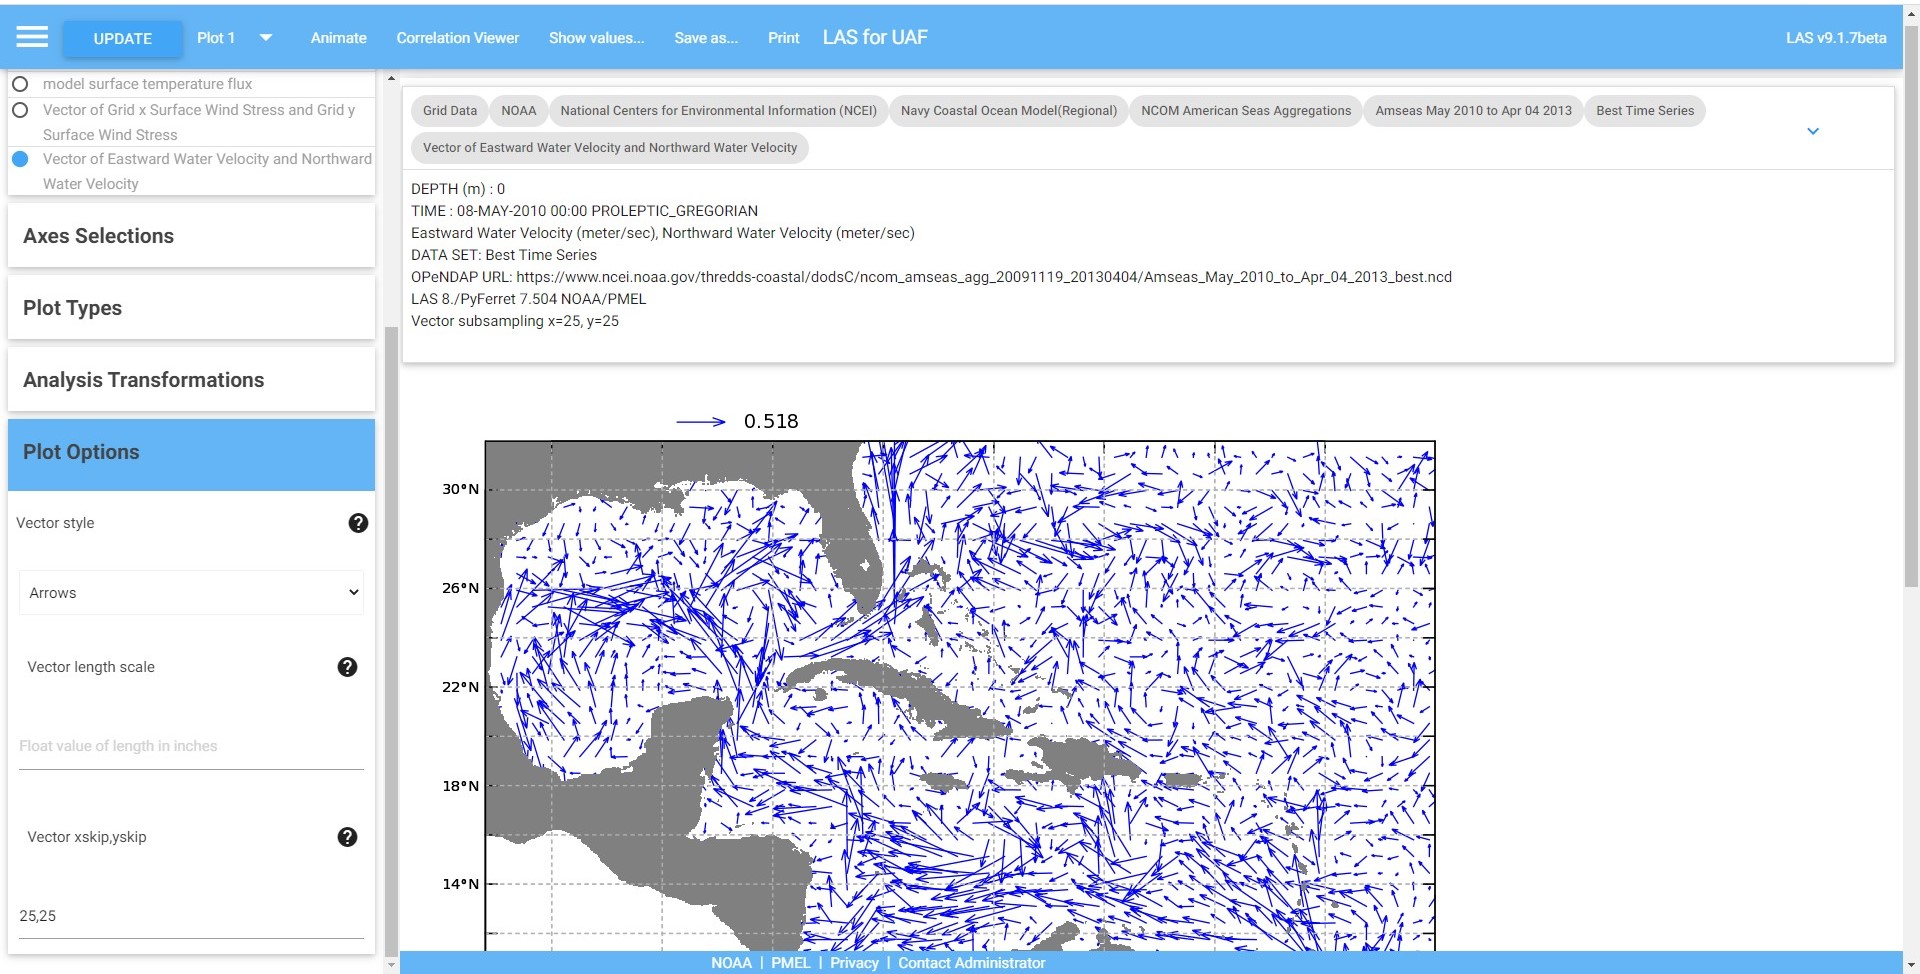 UPDATE Plot 1 Animate Correlation Viewer Show values... Save as... Print LAS for UAF LAS v9.1.7beta
model surface temperature flux
Vector of Grid x Surface Wind Stress and Grid y
Surface Wind Stress
Vector of Eastward Water Velocity and Northward
Water Velocity
Axes Selections
Plot Types
Analysis Transformations
Plot Options
Vector style ?
Arrows
Vector length scale ?
Float value of length in inches
Vector xskip,yskip ?
25,25
Grid Data NOAA National Centers for Environmental Information (NCEI) Navy Coastal Ocean Model(Regional) NCOM American Seas Aggregations Amseas May 2010 to Apr 04 2013 Best Time Series
Vector of Eastward Water Velocity and Northward Water Velocity
DEPTH (m) : 0
TIME : 08-MAY-2010 00:00 PROLEPTIC_GREGORIAN
Eastward Water Velocity (meter/sec), Northward Water Velocity (meter/sec)
DATA SET: Best Time Series
OPeNDAP URL: https://www.ncei.noaa.gov/thredds-coastal/dodsC/ncom_amseas_agg_20091119_20130404/Amseas_May_2010_to_Apr_04_2013_best.ncd
LAS 8./PyFerret 7.504 NOAA/PMEL
Vector subsampling x=25, y=25
0.518
30°N
26°N
22°N
18°N
14°N
NOAA | PMEL | Privacy | Contact Administrator